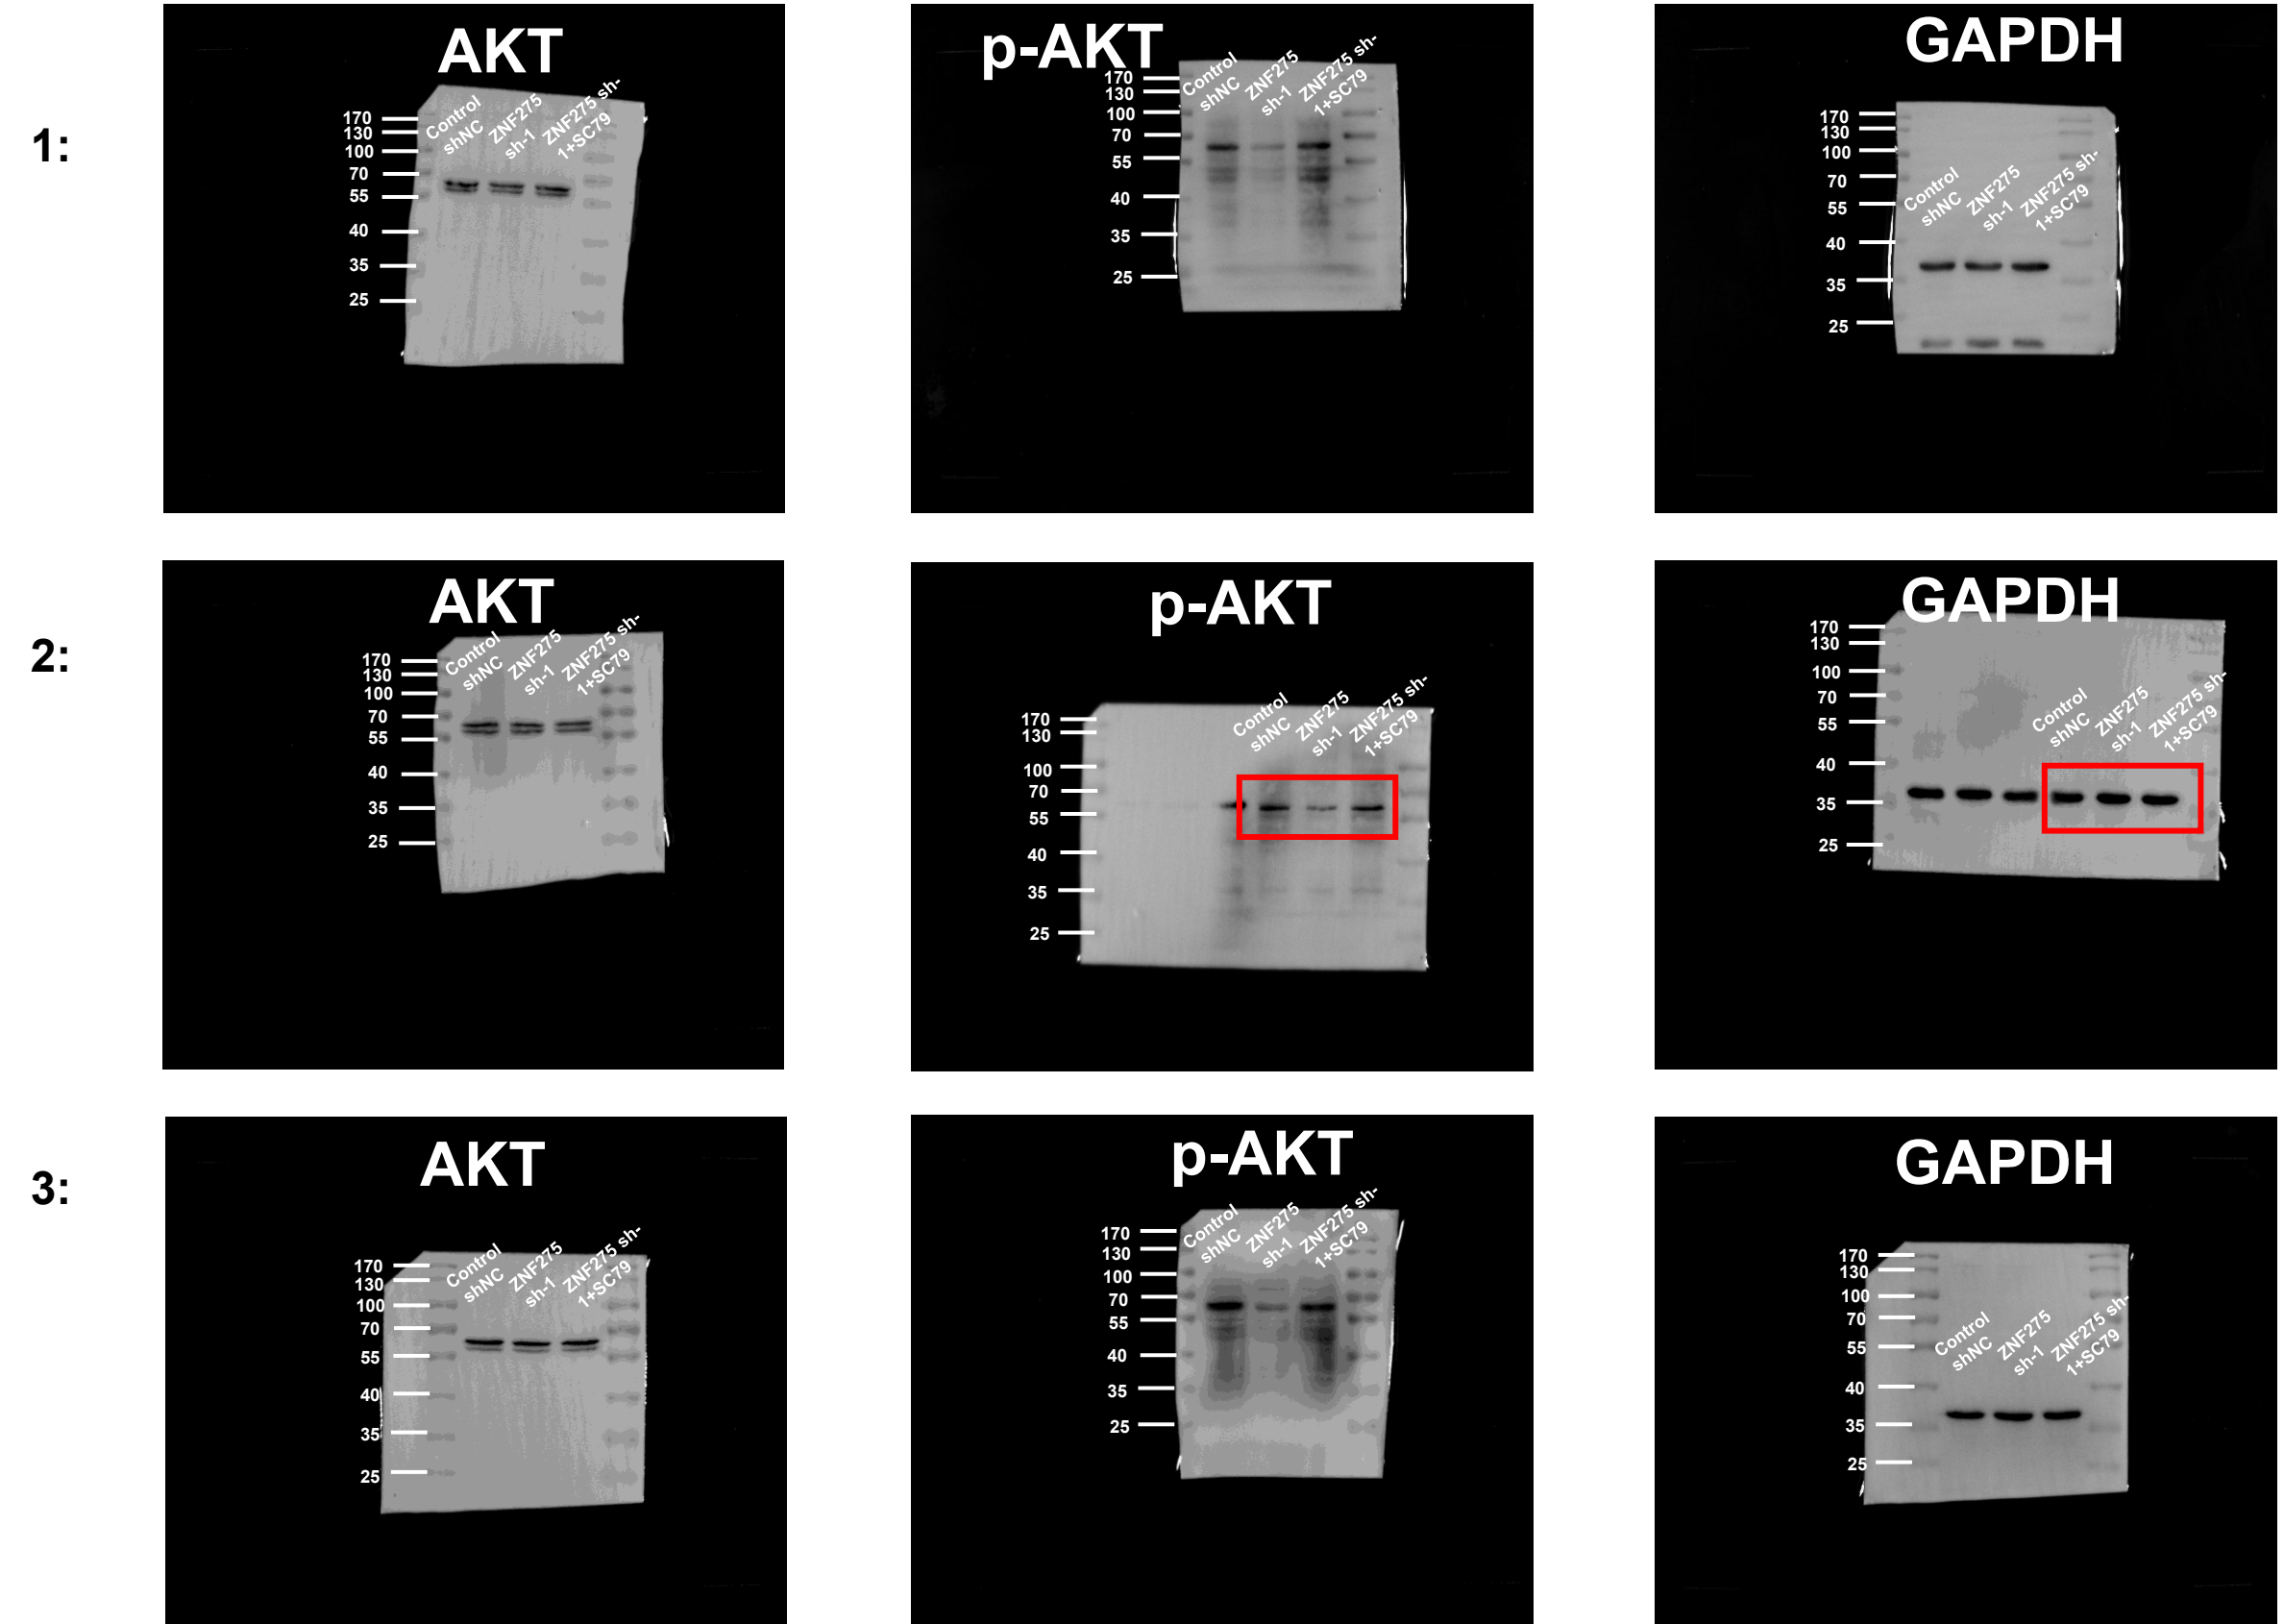 1:
AKT
Control
shNC
ZNF275
sh-1
ZNF275 sh-
1+SC79
170
130
100
70
55
40
35
25
p-AKT
Control
shNC
ZNF275
sh-1
ZNF275 sh-
1+SC79
170
130
100
70
55
40
35
25
GAPDH
Control
shNC
ZNF275
sh-1
ZNF275 sh-
1+SC79
170
130
100
70
55
40
35
25
2:
AKT
Control
shNC
ZNF275
sh-1
ZNF275 sh-
1+SC79
170
130
100
70
55
40
35
25
p-AKT
Control
shNC
ZNF275
sh-1
ZNF275 sh-
1+SC79
170
130
100
70
55
40
35
25
GAPDH
Control
shNC
ZNF275
sh-1
ZNF275 sh-
1+SC79
170
130
100
70
55
40
35
25
3:
AKT
Control
shNC
ZNF275
sh-1
ZNF275 sh-
1+SC79
170
130
100
70
55
40
35
25
p-AKT
Control
shNC
ZNF275
sh-1
ZNF275 sh-
1+SC79
170
130
100
70
55
40
35
25
GAPDH
Control
shNC
ZNF275
sh-1
ZNF275 sh-
1+SC79
170
130
100
70
55
40
35
25